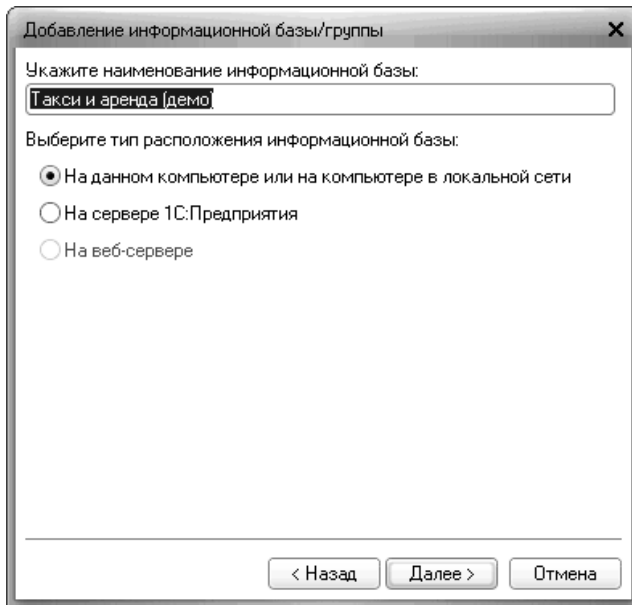 Добавление информационной базы/группы
Укажите наименование информационной базы:
Такси и аренда (демо)
Выберите тип расположения информационной базы:
На данном компьютере или на компьютере в локальной сети
На сервере 1С:Предприятия
На веб-сервере
< Назад
Далее >
Отмена